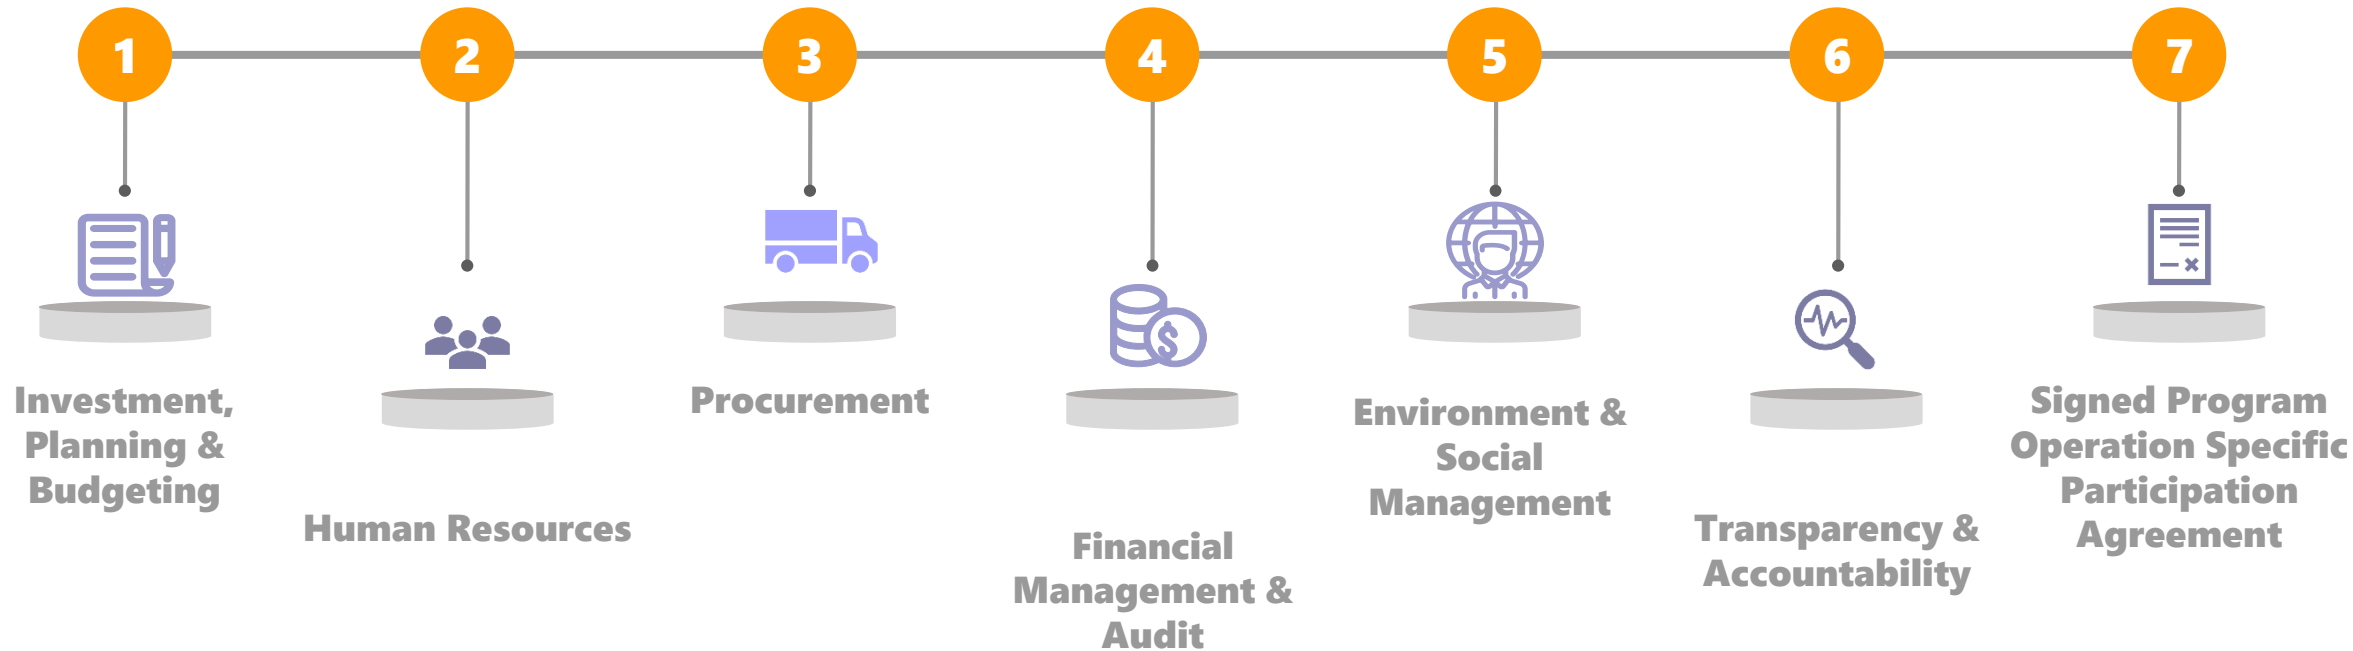 1
2
3
4
5
6
7
Investment,
Planning &
Budgeting
Human Resources
Procurement
Financial
Management &
Audit
Environment &
Social
Management
Transparency &
Accountability
Signed Program
Operation Specific
Participation
Agreement